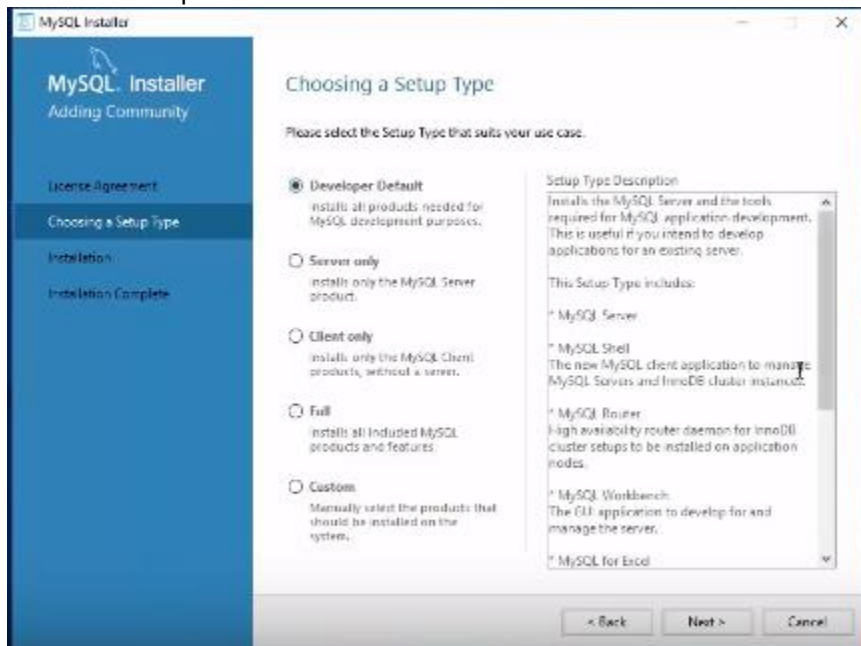 MySQL Installer
MySQL. Installer
Adding Community
License Agreement
Choosing a Setup Type
Installation
Installation Complete
Choosing a Setup Type
Please select the Setup Type that suits your use case.
Developer Default
Installs all products needed for
MySQL development purposes.
Server only
Installs only the MySQL Server
product.
Client only
Installs only the MySQL Client
products, without a server.
Full
Installs all included MySQL
products and features.
Custom
Manually select the products that
should be installed on the
system.
Setup Type Description
Installs the MySQL Server and the tools
required for MySQL application development.
This is useful if you intend to develop
applications for an existing server.
This Setup Type includes:
* MySQL Server
* MySQL Shell
The new MySQL client application to manage
MySQL Servers and InnoDB cluster instances.
* MySQL Router
High availability router daemon for InnoDB
cluster setups to be installed on application
nodes.
* MySQL Workbench
The GUI application to develop for and
manage the server.
* MySQL for Excel
< Back
Next >
Cancel